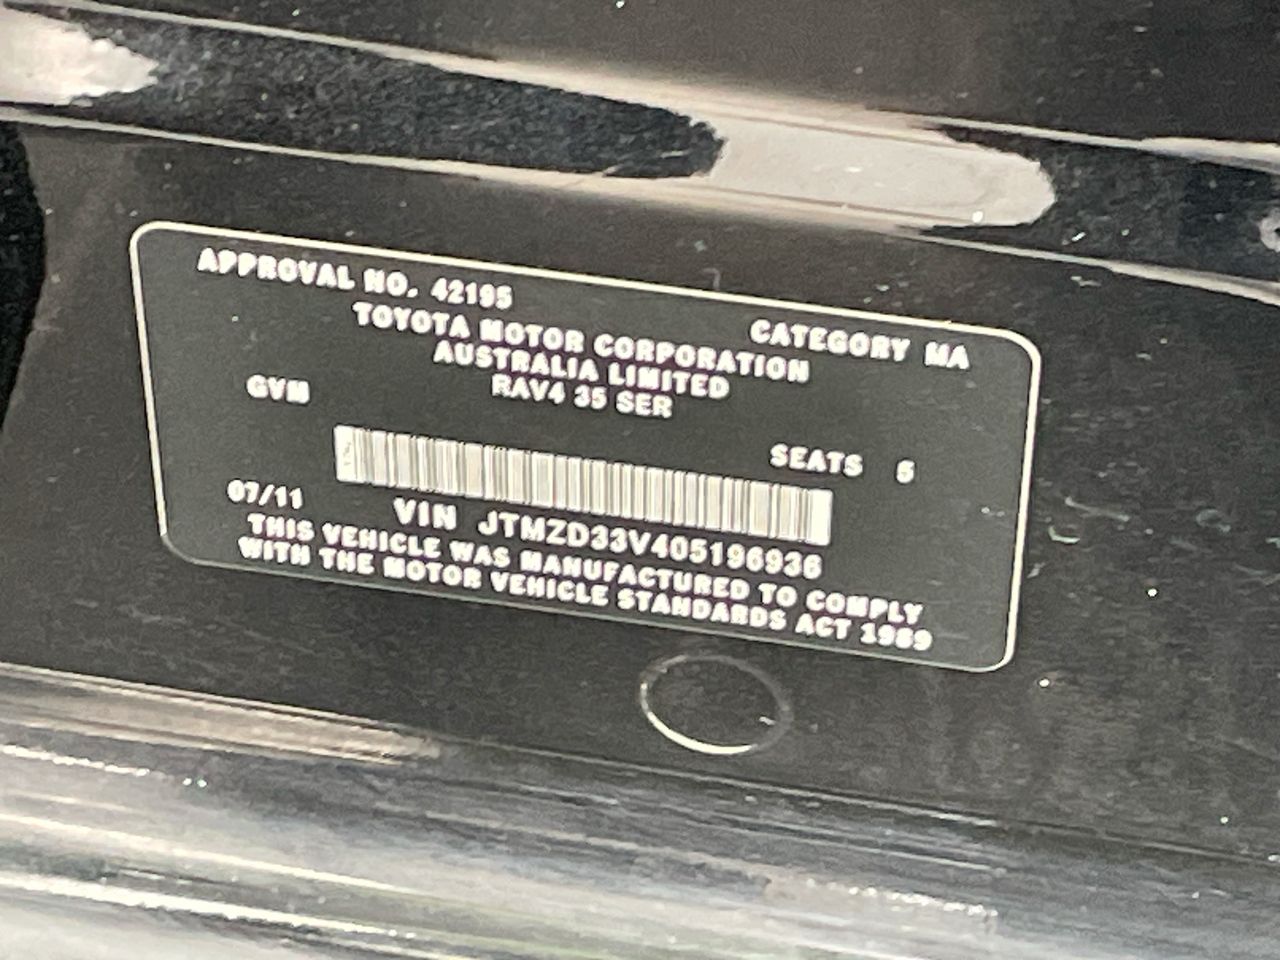 APPROVAL NO. 42195 CATEGORY MA
TOYOTA MOTOR CORPORATION
AUSTRALIA LIMITED
RAV4 35 SER
GVM SEATS 5
07/11 VIN JTMZD33V405196936
THIS VEHICLE WAS MANUFACTURED TO COMPLY
WITH THE MOTOR VEHICLE STANDARDS ACT 1989